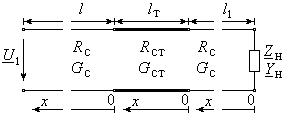 l lТ l1
U1 RС RСТ RС ZН
GС GСТ GС YН
x 0 x 0 x 0